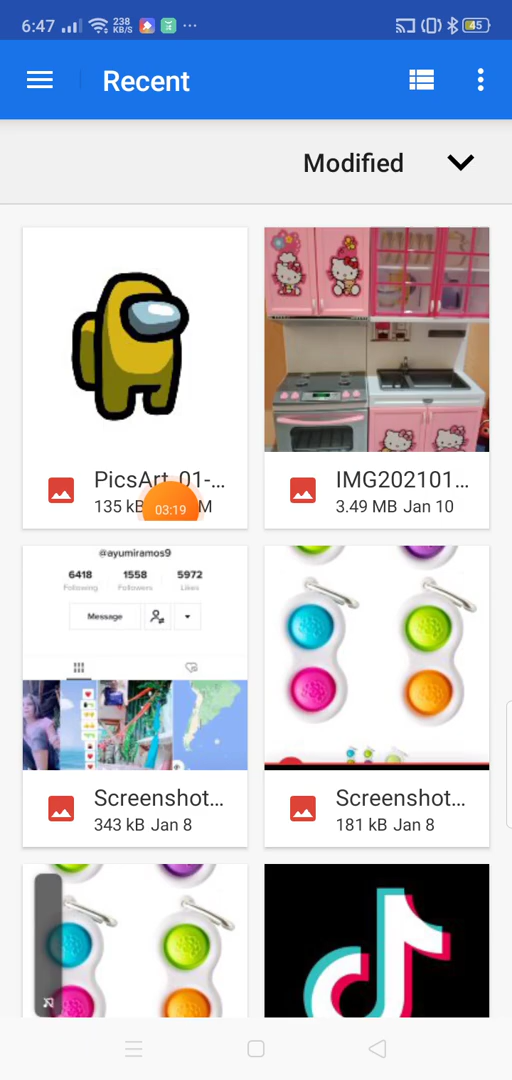 6:47 238 KB/S ... 45
Recent
Modified
PicsArt_01-...
135 kB M
03:19
IMG202101...
3.49 MB Jan 10
@ayumiramos9
6418 1558 5972
Following Followers Likes
Message
Screenshot...
343 kB Jan 8
Screenshot...
181 kB Jan 8